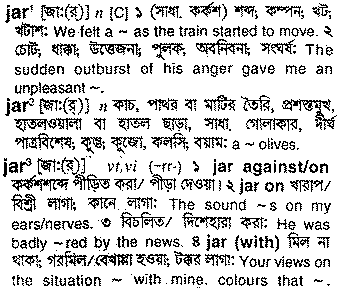 jar¹ [জা:(র্)] n [C] ১ (সাধা. কর্কশ) শব্দ; কম্পন; খট;
খটাশ: We felt a ~ as the train started to move. ২
চোট, ধাক্কা; উত্তেজনা; পুলক; অবনিবনা; সংঘর্ষ: The
sudden outburst of his anger gave me an
unpleasant ~.
jar² [জা:(র্)] n কাচ, পাথর বা মাটির তৈরি, প্রশস্তমুখ,
হাতলওয়ালা বা হাতল ছাড়া, সাধা. গোলাকার, দীর্ঘ
পাত্রবিশেষ; কুম্ভ; কুজো, কলসি; বয়াম: a ~ olives.
jar³ [জা:(র্)] vt,vi (-rr-) ১ jar against/on
কর্কশশব্দে পীড়িত করা/ পীড়া দেওয়া। ২ jar on খারাপ/
বিশ্রী লাগা; কানে লাগা: The sound ~s on my
ears/nerves. ৩ বিচলিত/ দিশেহারা করা: He was
badly ~red by the news. ৪ jar (with) মিল না
থাকা; গরমিল/বেখাপ্পা হওয়া; টক্কর লাগা: Your views on
the situation ~ with mine, colours that ~.